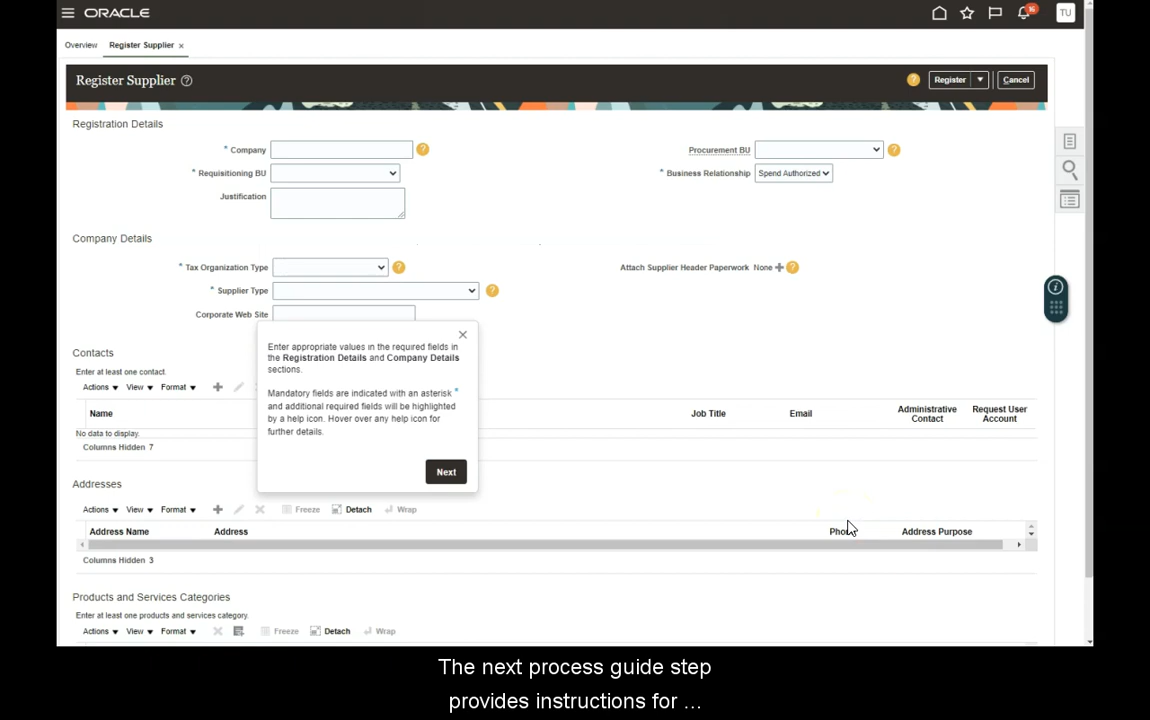 ORACLE
16
TU
Overview
Register Supplier ×
Register Supplier ?
? Register Cancel
Registration Details
* Company ?
Procurement BU ?
* Requisitioning BU
* Business Relationship Spend Authorized
Justification
Company Details
* Tax Organization Type ?
Attach Supplier Header Paperwork None + ?
* Supplier Type ?
Corporate Web Site
Enter appropriate values in the required fields in
the Registration Details and Company Details
sections.
Mandatory fields are indicated with an asterisk *
and additional required fields will be highlighted
by a help icon. Hover over any help icon for
further details.
Next
Contacts
Enter at least one contact
Actions View Format
Name Job Title Email Administrative Contact Request User Account
No data to display.
Columns Hidden 7
Addresses
Actions View Format Freeze Detach Wrap
Address Name Address Address Purpose
Columns Hidden 3
Products and Services Categories
Enter at least one products and services category.
Actions View Format Freeze Detach Wrap
The next process guide step
provides instructions for ...